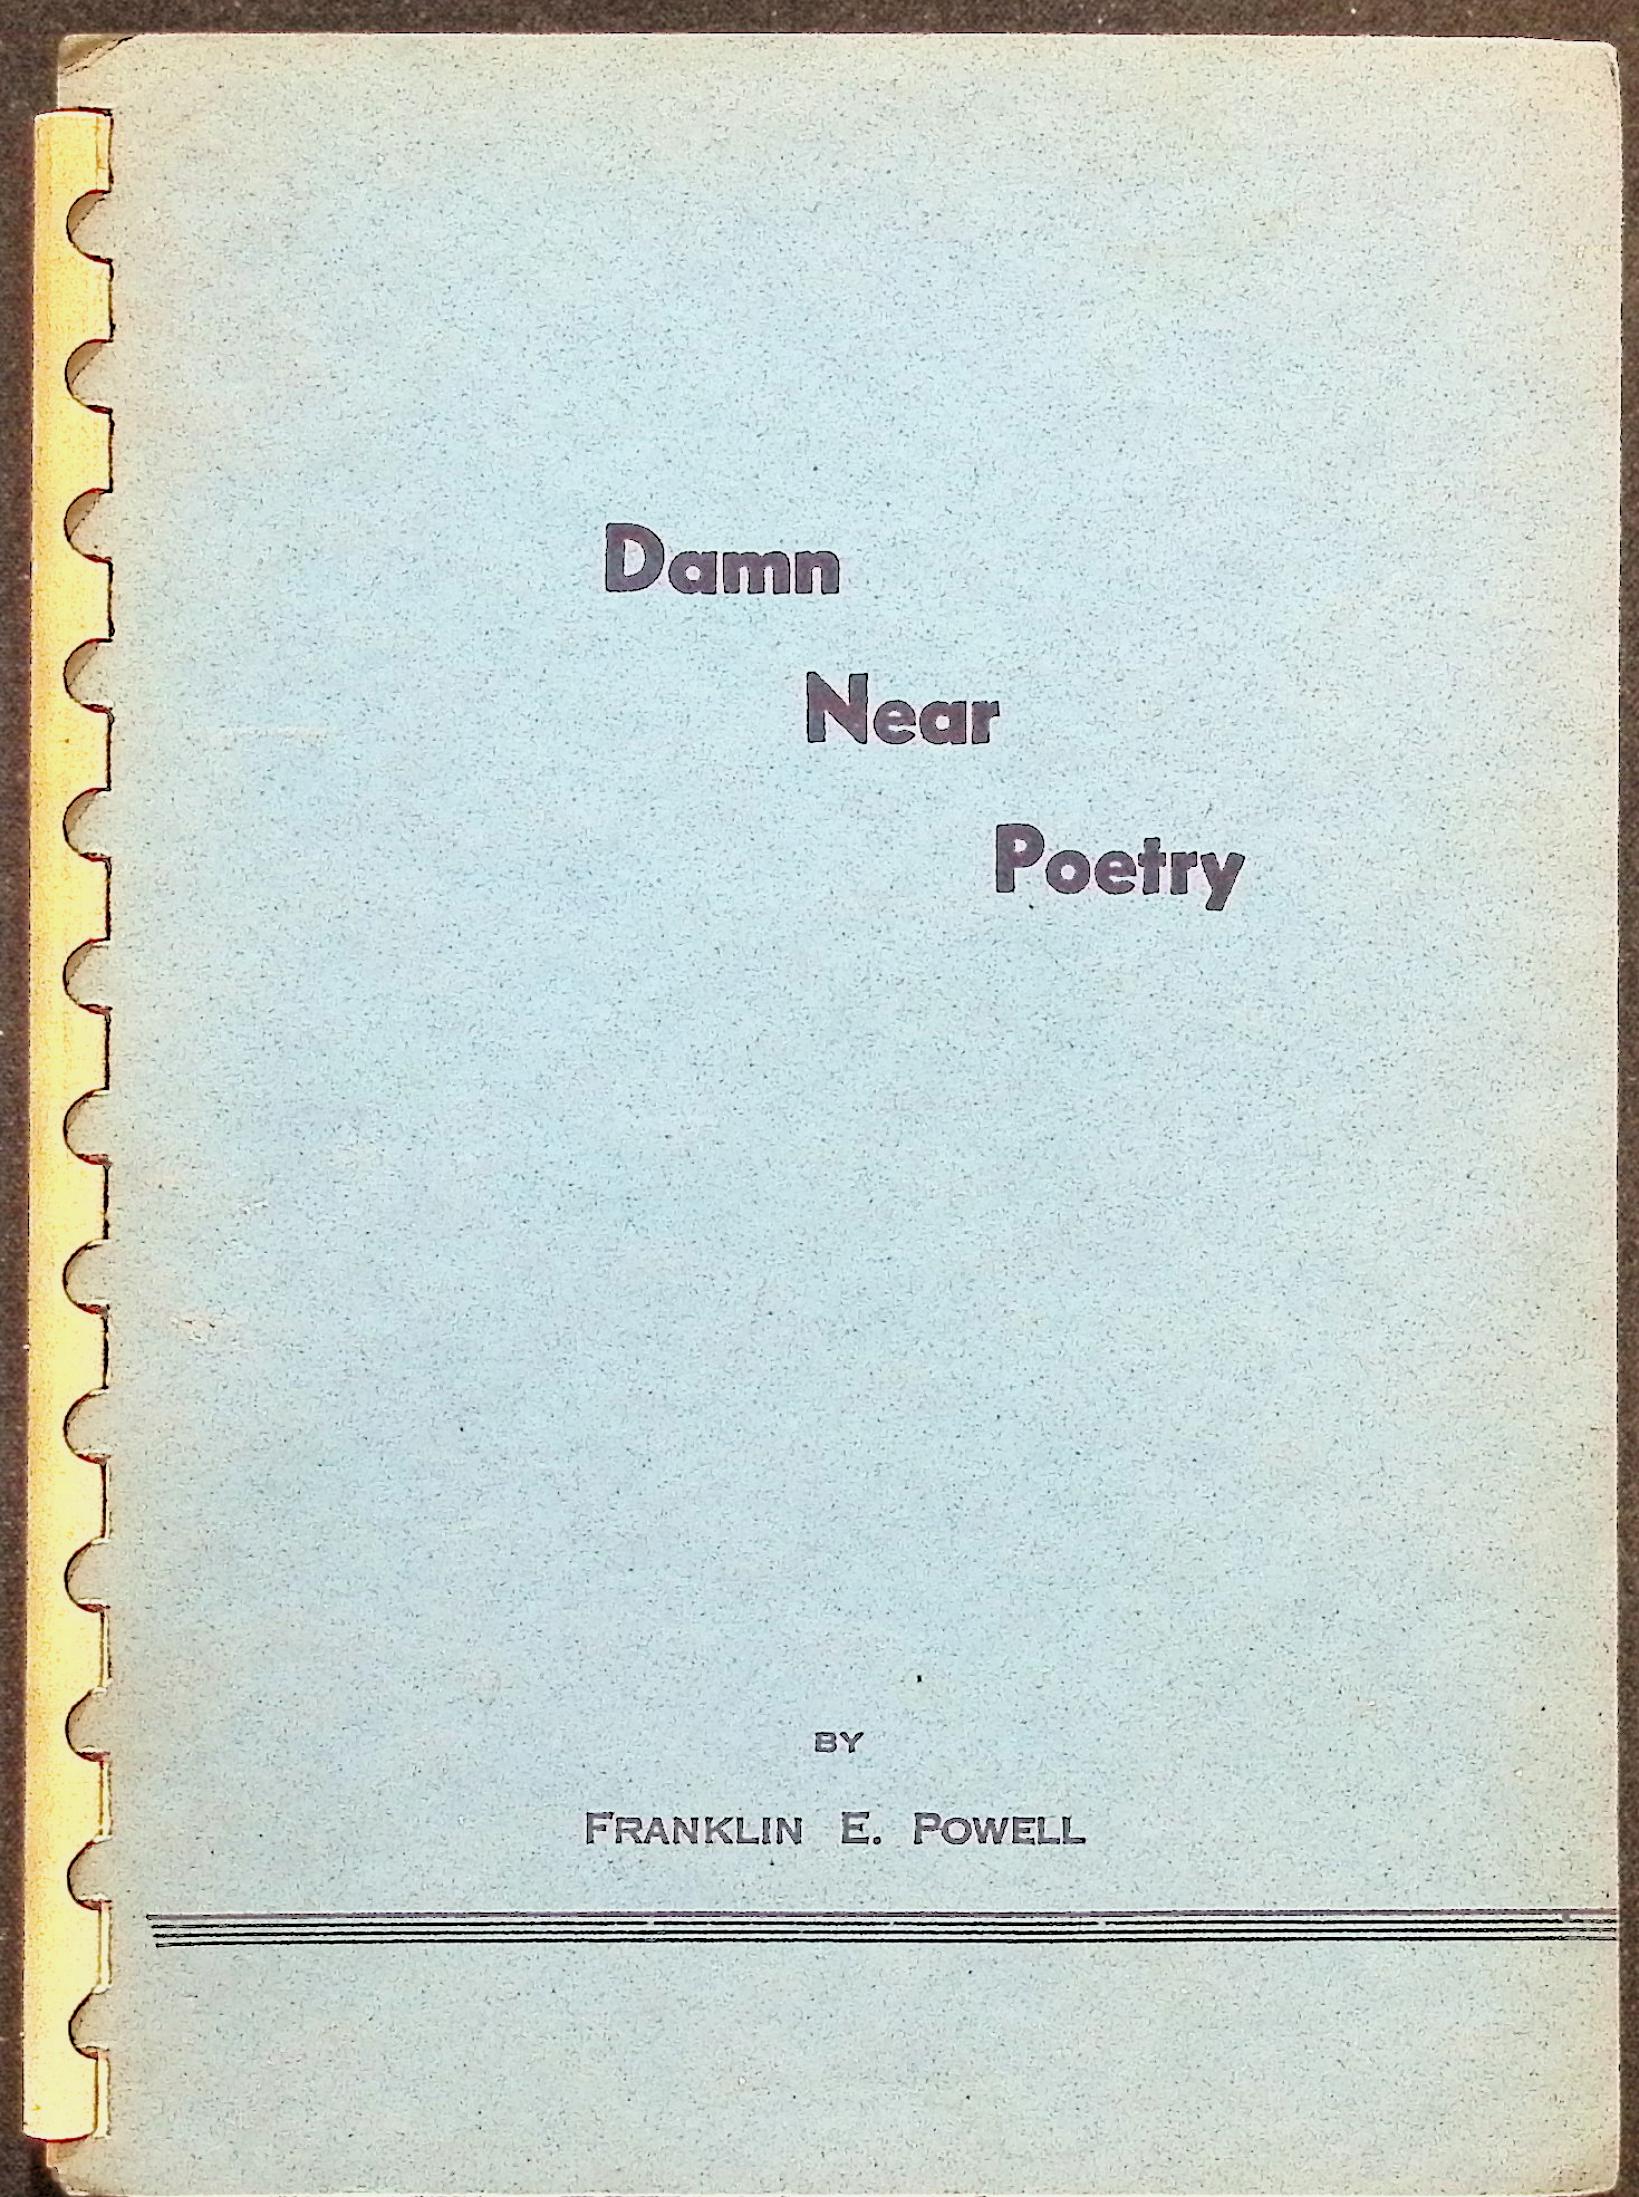 Damn
Near
Poetry
BY
FRANKLIN E. POWELL